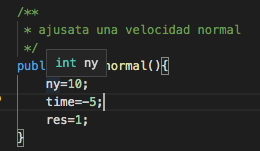 /**
* ajusata una velocidad normal
*/
publ
int ny
normal(){
ny=10;
time=-5;
res=1;
}